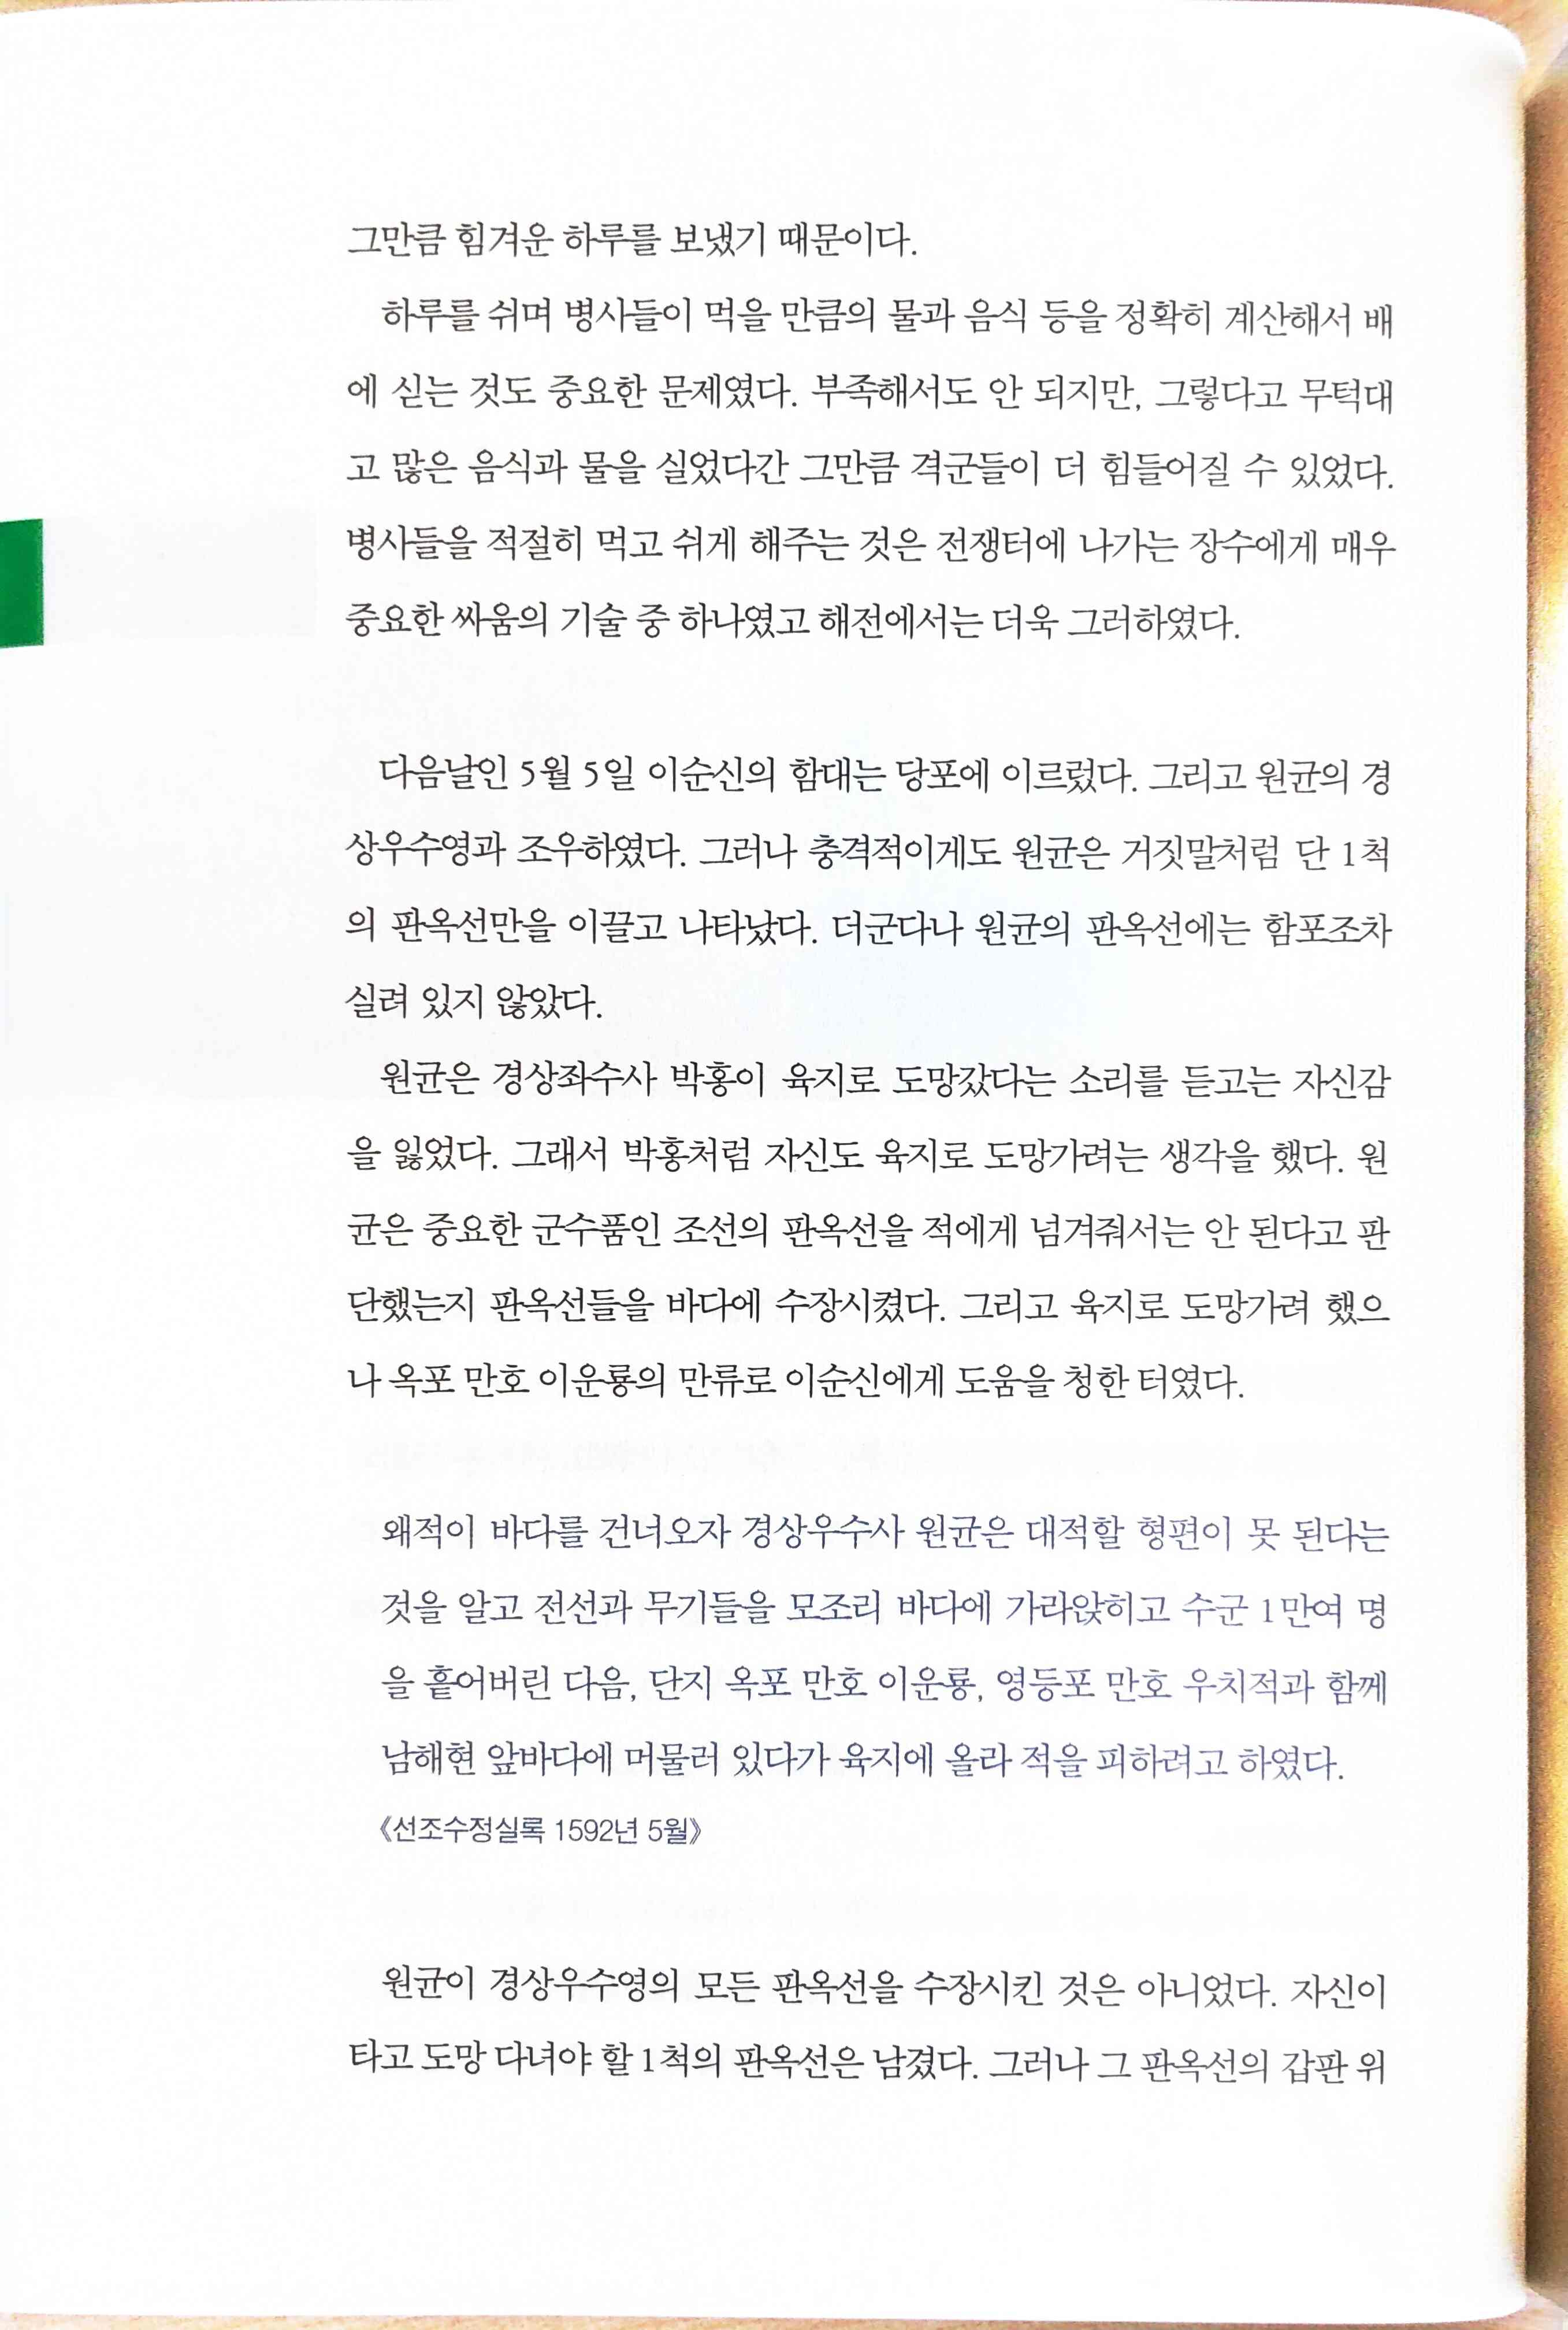 그만큼 힘겨운 하루를 보냈기 때문이다.
하루를 쉬며 병사들이 먹을 만큼의 물과 음식 등을 정확히 계산해서 배
에 싣는 것도 중요한 문제였다. 부족해서도 안 되지만, 그렇다고 무턱대
고 많은 음식과 물을 실었다간 그만큼 격군들이 더 힘들어질 수 있었다.
병사들을 적절히 먹고 쉬게 해주는 것은 전쟁터에 나가는 장수에게 매우
중요한 싸움의 기술 중 하나였고 해전에서는 더욱 그러하였다.
다음날인 5월 5일 이순신의 함대는 당포에 이르렀다. 그리고 원균의 경
상우수영과 조우하였다. 그러나 충격적이게도 원균은 거짓말처럼 단 1척
의 판옥선만을 이끌고 나타났다. 더군다나 원균의 판옥선에는 함포조차
실려 있지 않았다.
원균은 경상좌수사 박홍이 육지로 도망갔다는 소리를 듣고는 자신감
을 잃었다. 그래서 박홍처럼 자신도 육지로 도망가려는 생각을 했다. 원
균은 중요한 군수품인 조선의 판옥선을 적에게 넘겨줘서는 안 된다고 판
단했는지 판옥선들을 바다에 수장시켰다. 그리고 육지로 도망가려 했으
나 옥포 만호 이운룡의 만류로 이순신에게 도움을 청한 터였다.
왜적이 바다를 건너오자 경상우수사 원균은 대적할 형편이 못 된다는
것을 알고 전선과 무기들을 모조리 바다에 가라앉히고 수군 1만여 명
을 흩어버린 다음, 단지 옥포 만호 이운룡, 영등포 만호 우치적과 함께
남해현 앞바다에 머물러 있다가 육지에 올라 적을 피하려고 하였다.
《선조수정실록 1592년 5월》
원균이 경상우수영의 모든 판옥선을 수장시킨 것은 아니었다. 자신이
타고 도망 다녀야 할 1척의 판옥선은 남겼다. 그러나 그 판옥선의 갑판 위